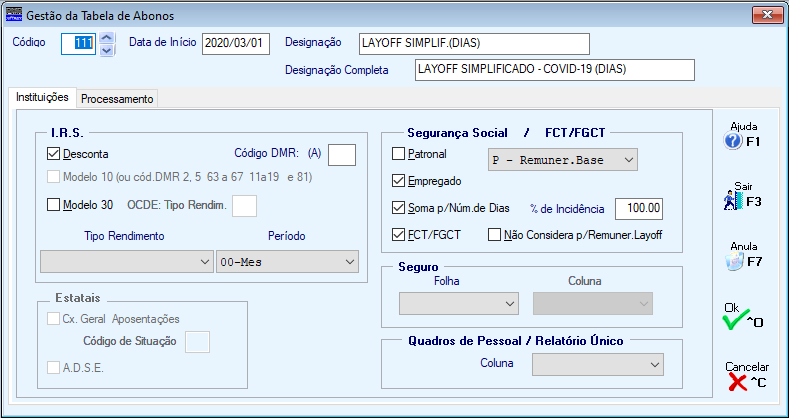 Gestão da Tabela de Abonos
Código 111 Data de Início 2020/03/01 Designação LAYOFF SIMPLIF.(DIAS)
Designação Completa LAYOFF SIMPLIFICADO - COVID-19 (DIAS)
Instituições Processamento
I.R.S.
Desconta Código DMR: (A)
Modelo 10 (ou cód.DMR 2, 5 63 a 67 11a19 e 81)
Modelo 30 OCDE: Tipo Rendim.
Tipo Rendimento Período
00-Mes
Estatais
Cx. Geral Aposentações
Código de Situação
A.D.S.E.
Segurança Social / FCT/FGCT
Patronal P - Remuner.Base
Empregado
Soma p/Núm.de Dias % de Incidência 100.00
FCT/FGCT Não Considera p/Remuner.Layoff
Seguro
Folha Coluna
Quadros de Pessoal / Relatório Único
Coluna
Ajuda
F1
Sair
F3
Anula
F7
Ok
^O
Cancelar
^C